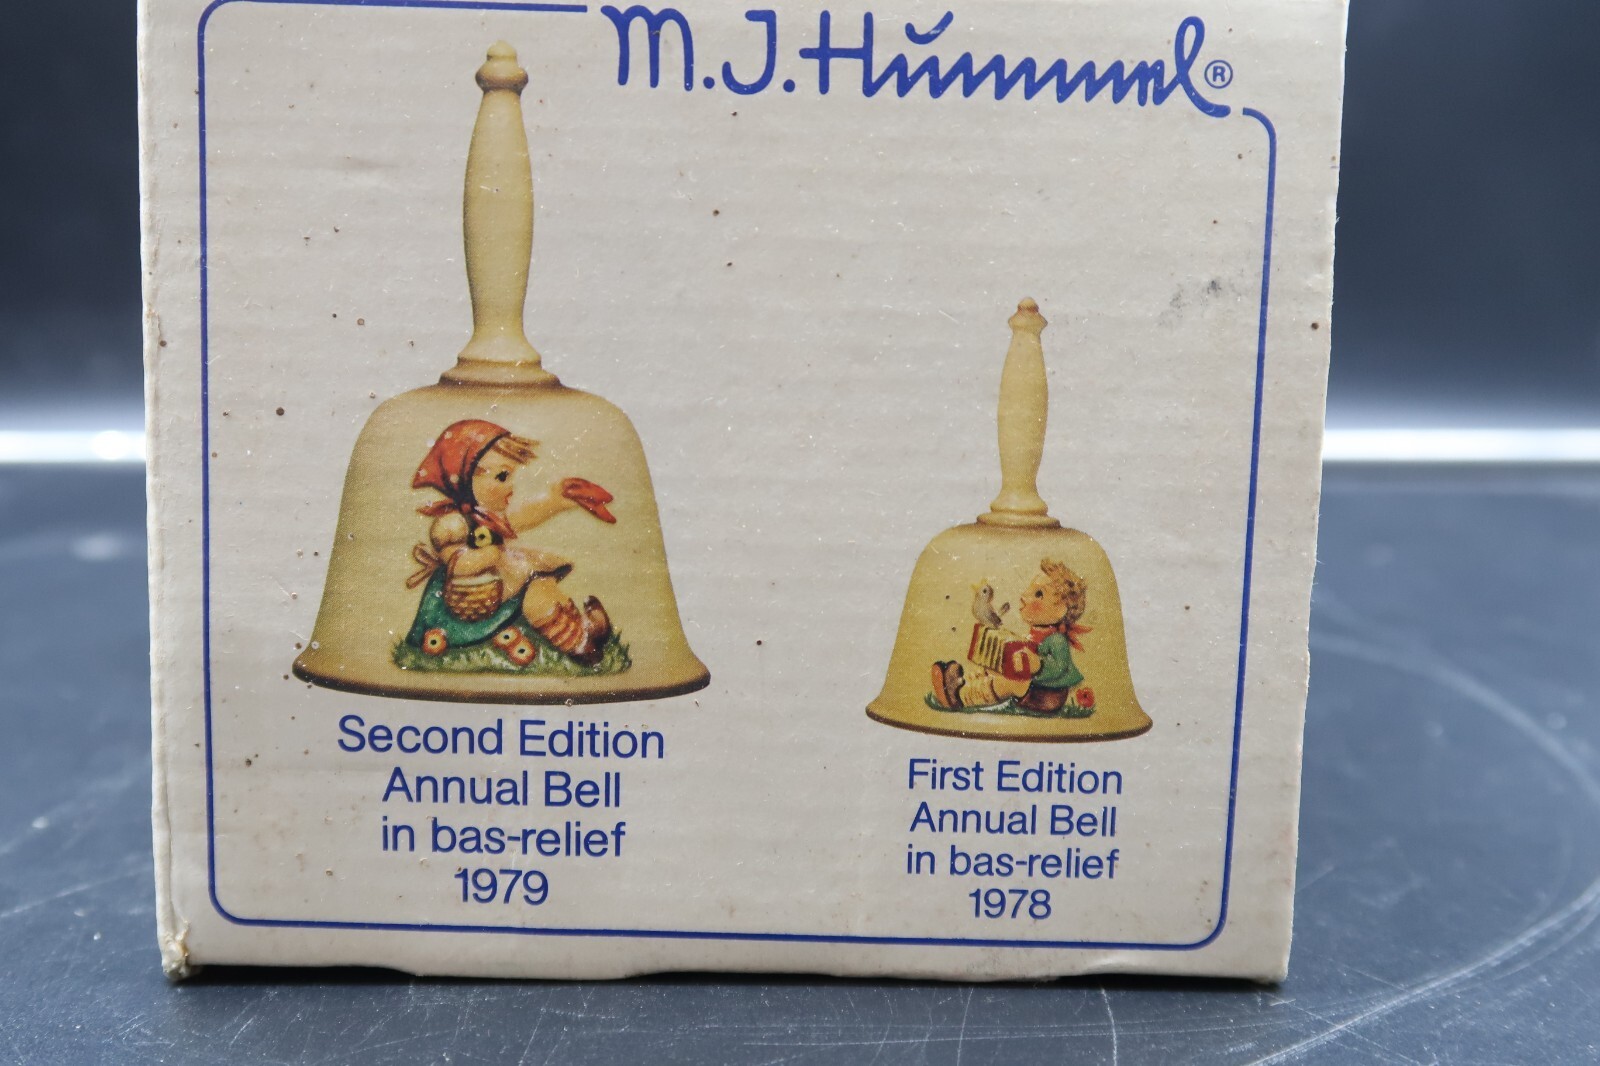 M.J. Hummel®
Second Edition
Annual Bell
in bas-relief
1979
First Edition
Annual Bell
in bas-relief
1978